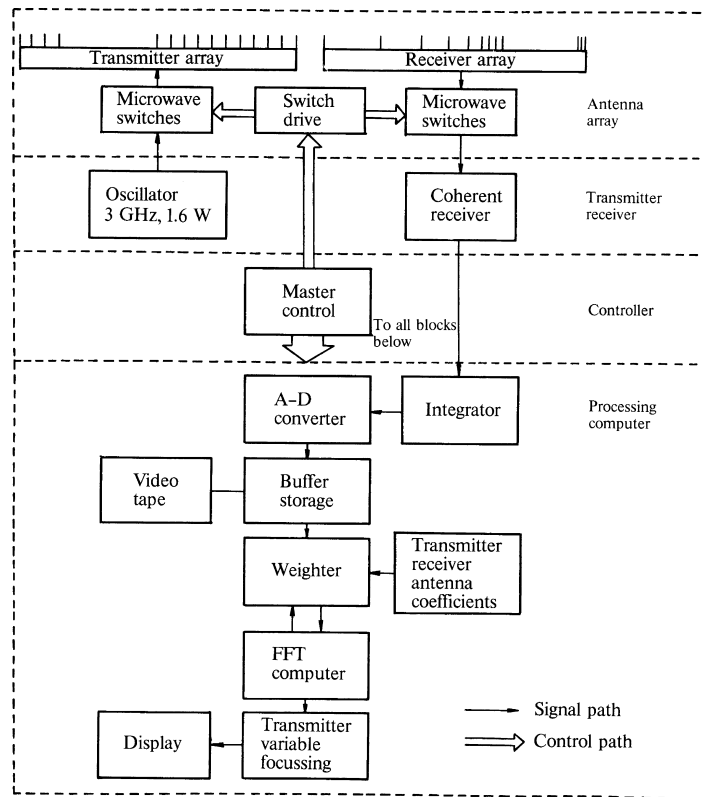 Transmitter array
Receiver array
Microwave
switches
Switch
drive
Microwave
switches
Antenna
array
Oscillator
3 GHz, 1.6 W
Coherent
receiver
Transmitter
receiver
Master
control
To all blocks
below
Controller
A–D
converter
Integrator
Processing
computer
Video
tape
Buffer
storage
Weighter
Transmitter
receiver
antenna
coefficients
FFT
computer
Display
Transmitter
variable
focussing
Signal path
Control path